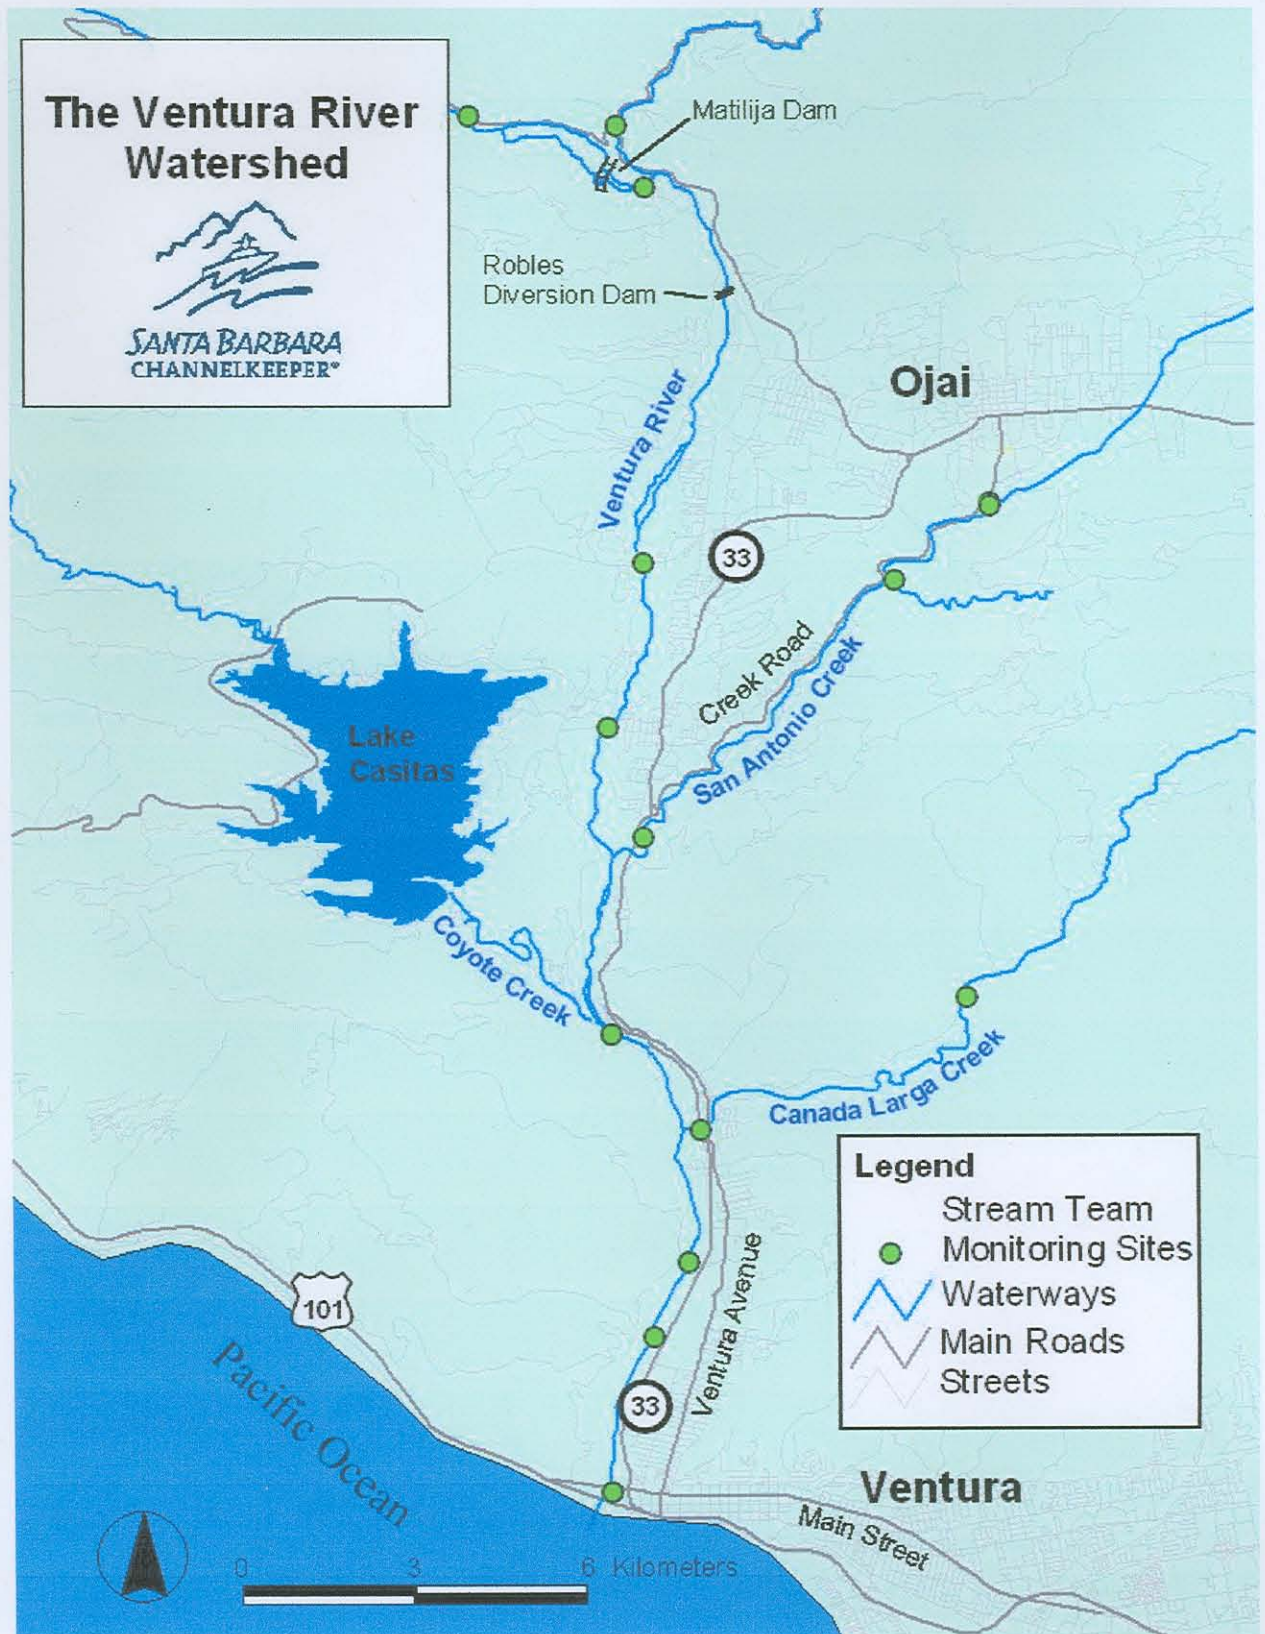 The Ventura River
Watershed
SANTA BARBARA
CHANNELKEEPER®
Matilija Dam
Robles
Diversion Dam
Ojai
Ventura River
33
Creek Road
San Antonio Creek
Lake
Casitas
Coyote Creek
Canada Larga Creek
Legend
Stream Team
Monitoring Sites
Waterways
Main Roads
Streets
101
Pacific Ocean
Ventura Avenue
33
Ventura
Main Street
0 3 6 Kilometers